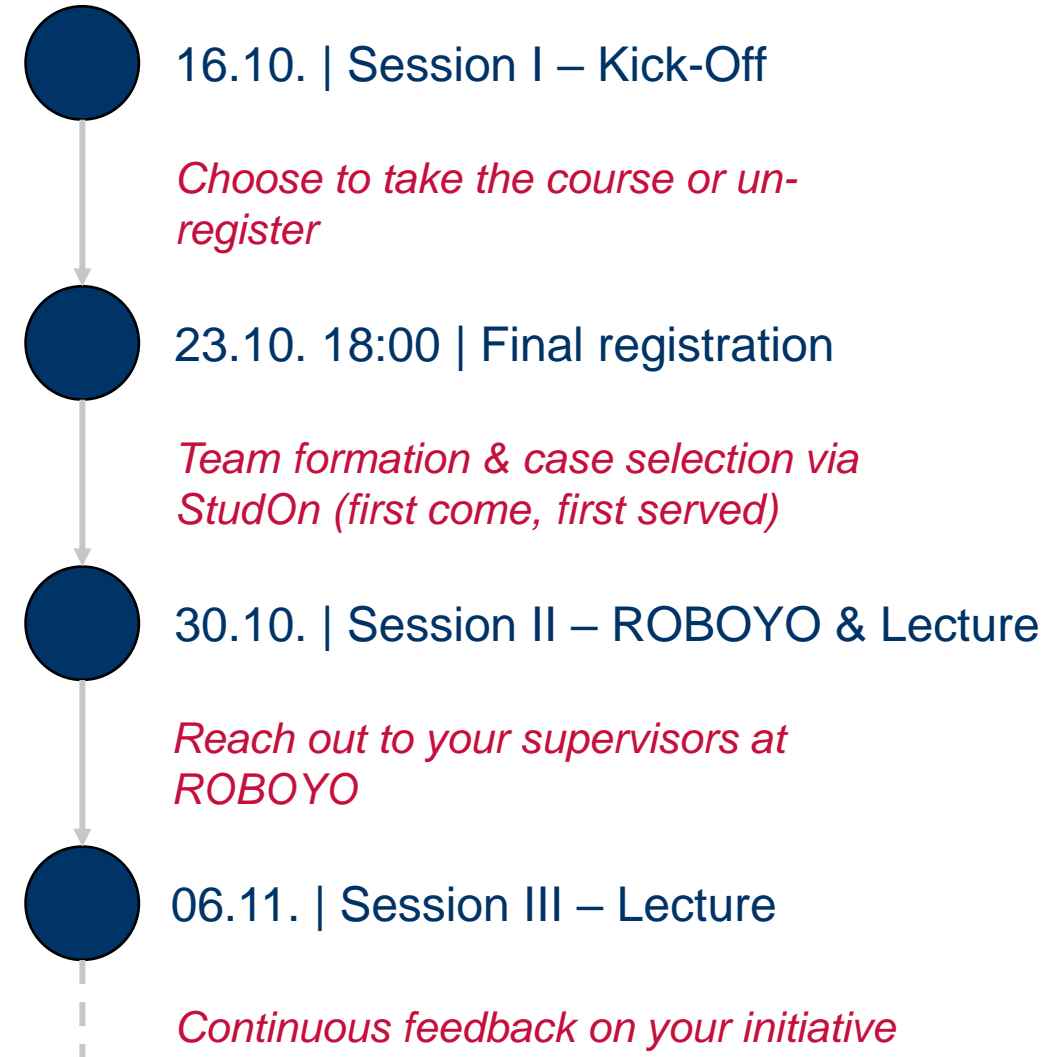 16.10. | Session I – Kick-Off
Choose to take the course or un-
register
23.10. 18:00 | Final registration
Team formation & case selection via
StudOn (first come, first served)
30.10. | Session II – ROBOYO & Lecture
Reach out to your supervisors at
ROBOYO
06.11. | Session III – Lecture
Continuous feedback on your initiative